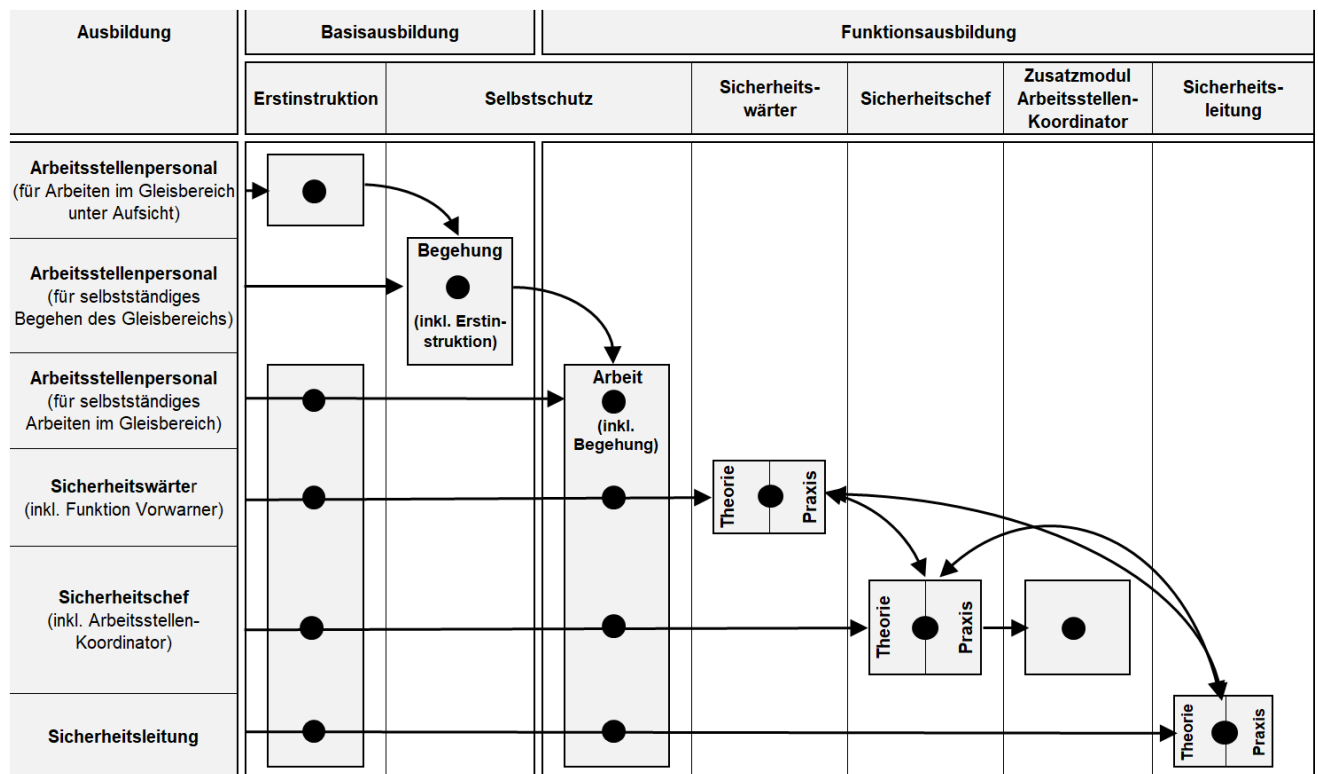 Ausbildung
Basisausbildung
Funktionsausbildung
Erstinstruktion
Selbstschutz
Sicherheits-
wärter
Sicherheitschef
Zusatzmodul
Arbeitsstellen-
Koordinator
Sicherheits-
leitung
Arbeitsstellenpersonal
(für Arbeiten im Gleisbereich
unter Aufsicht)
Arbeitsstellenpersonal
(für selbstständiges
Begehen des Gleisbereichs)
Begehung
(inkl. Erstin-
struktion)
Arbeitsstellenpersonal
(für selbstständiges
Arbeiten im Gleisbereich)
Arbeit
(inkl.
Begehung)
Sicherheitswärter
(inkl. Funktion Vorwarner)
Theorie
Praxis
Sicherheitschef
(inkl. Arbeitsstellen-
Koordinator)
Theorie
Praxis
Sicherheitsleitung
Theorie
Praxis